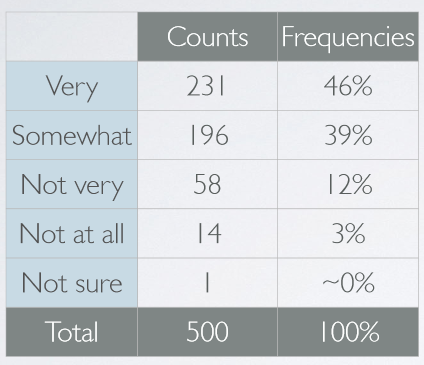 Counts Frequencies
Very 231 46%
Somewhat 196 39%
Not very 58 12%
Not at all 14 3%
Not sure 1 ~0%
Total 500 100%